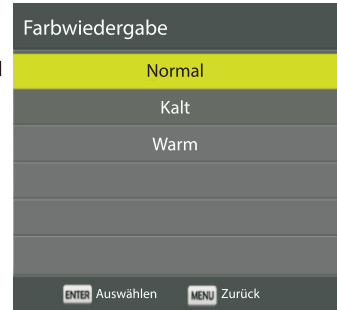 Farbwiedergabe
Normal
Kalt
Warm
ENTER Auswählen MENU Zurück